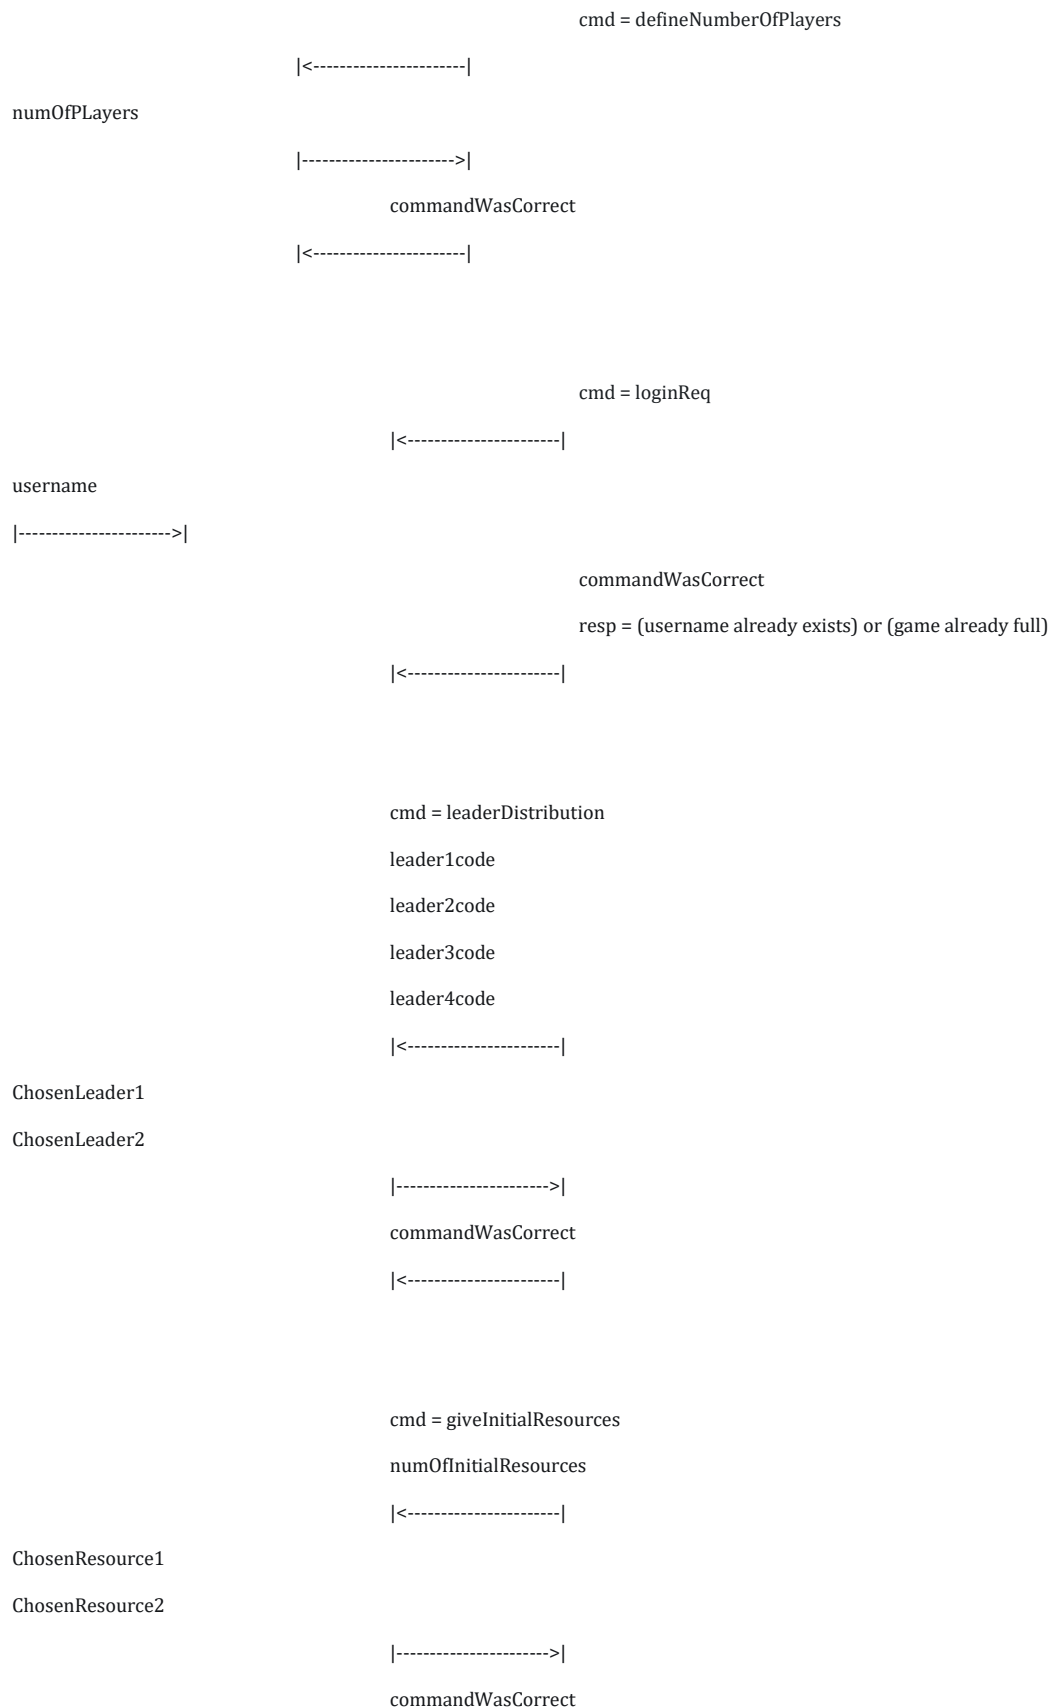 cmd = defineNumberOfPlayers
|<-----------------------|
numOfPLayers
|----------------------->|
commandWasCorrect
|<-----------------------|
cmd = loginReq
|<-----------------------|
username
|----------------------->|
commandWasCorrect
resp = (username already exists) or (game already full)
|<-----------------------|
cmd = leaderDistribution
leader1code
leader2code
leader3code
leader4code
|<-----------------------|
ChosenLeader1
ChosenLeader2
|----------------------->|
commandWasCorrect
|<-----------------------|
cmd = giveInitialResources
numOfInitialResources
|<-----------------------|
ChosenResource1
ChosenResource2
|----------------------->|
commandWasCorrect